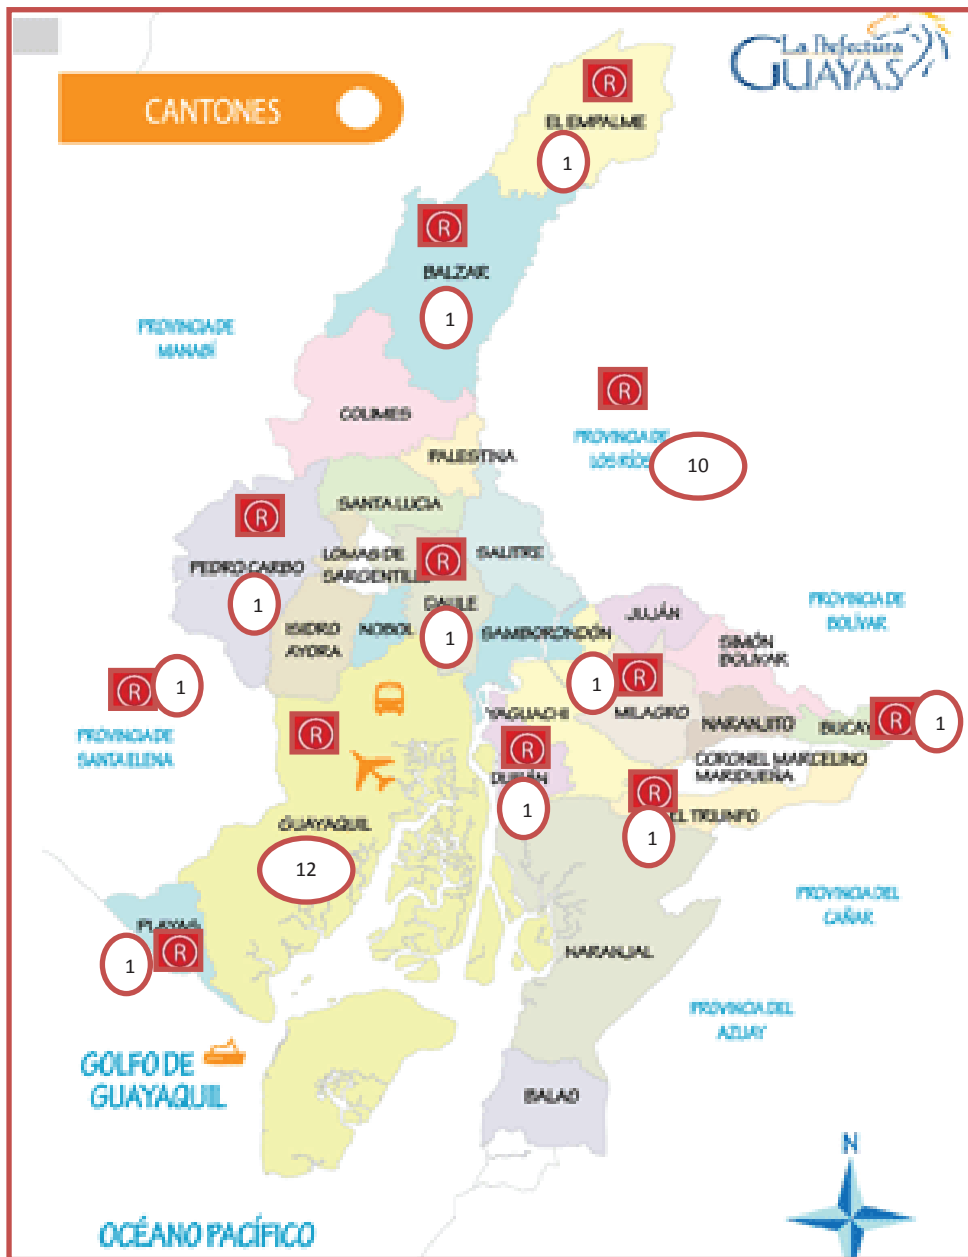 La Prefectura
GUAYAS
CANTONES
R
EL EMPALME
1
R
BALZAR
1
PROVINCIA DE
MANABÍ
R
COLIMES
PROVINCIA DE
LOS RÍOS
10
PALESTINA
SANTA LUCIA
R
PEDRO CARBO
1
LOMAS DE
SARGENTILLO
R
DAULE
1
SALITRE
ISIDRO
AYORA
NOBOL
SAMBORONDÓN
JUJÁN
PROVINCIA DE
BOLÍVAR
SIMÓN
BOLÍVAR
R
1
PROVINCIA DE
SANTA ELENA
1
R
MILAGRO
YAGUACHI
NARANJITO
BUCAY
R
1
R
GUAYAQUIL
12
R
DURÁN
1
CORONEL MARCELINO
MARIDUEÑA
R
EL TRIUNFO
1
PROVINCIA DEL
CAÑAR
PLAYAS
1
R
NARANJAL
PROVINCIA DEL
AZUAY
GOLFO DE
GUAYAQUIL
BALAO
N
OCÉANO PACÍFICO